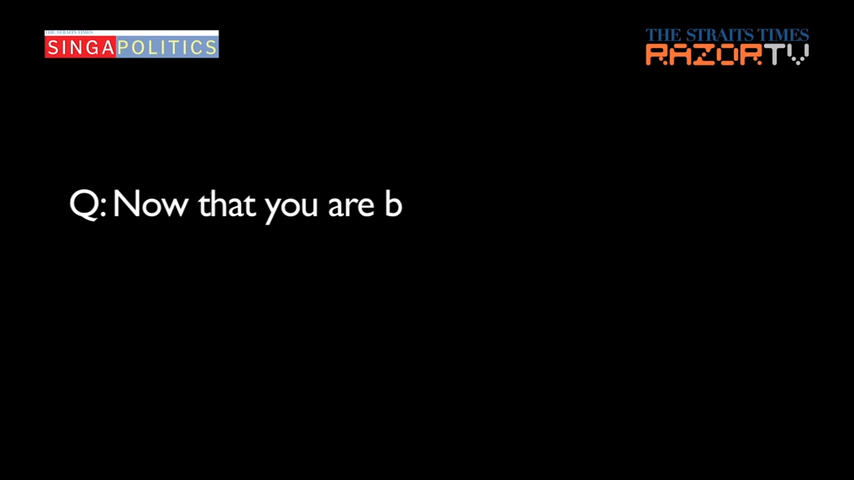 THE STRAITS TIMES
SINGAPOLITICS
THE STRAITS TIMES
RAZORTV
Q: Now that you are b